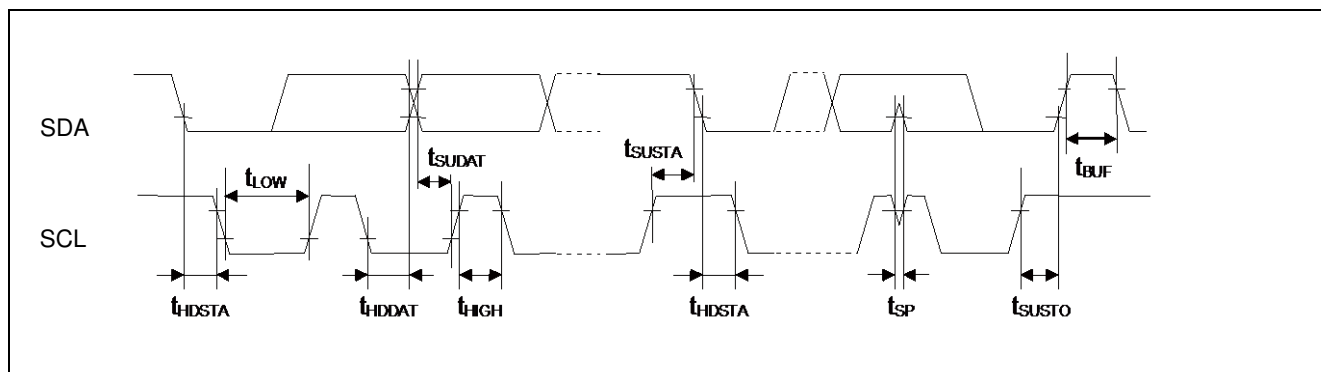 SDA
tSUDAT
tSUSTA
tBUF
tLOW
SCL
tHDSTA
tHDDAT
tHIGH
tHDSTA
tSP
tSUSTO